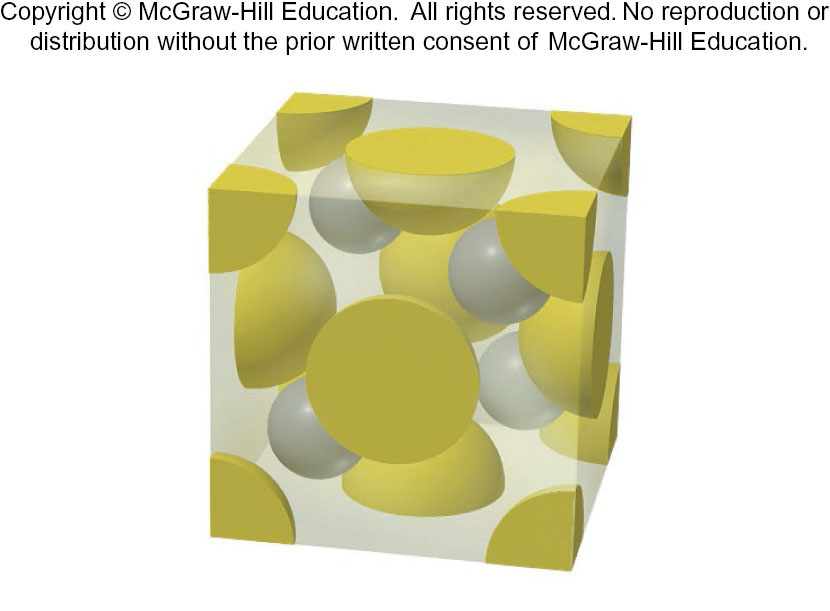 Copyright © McGraw-Hill Education. All rights reserved. No reproduction or
distribution without the prior written consent of McGraw-Hill Education.